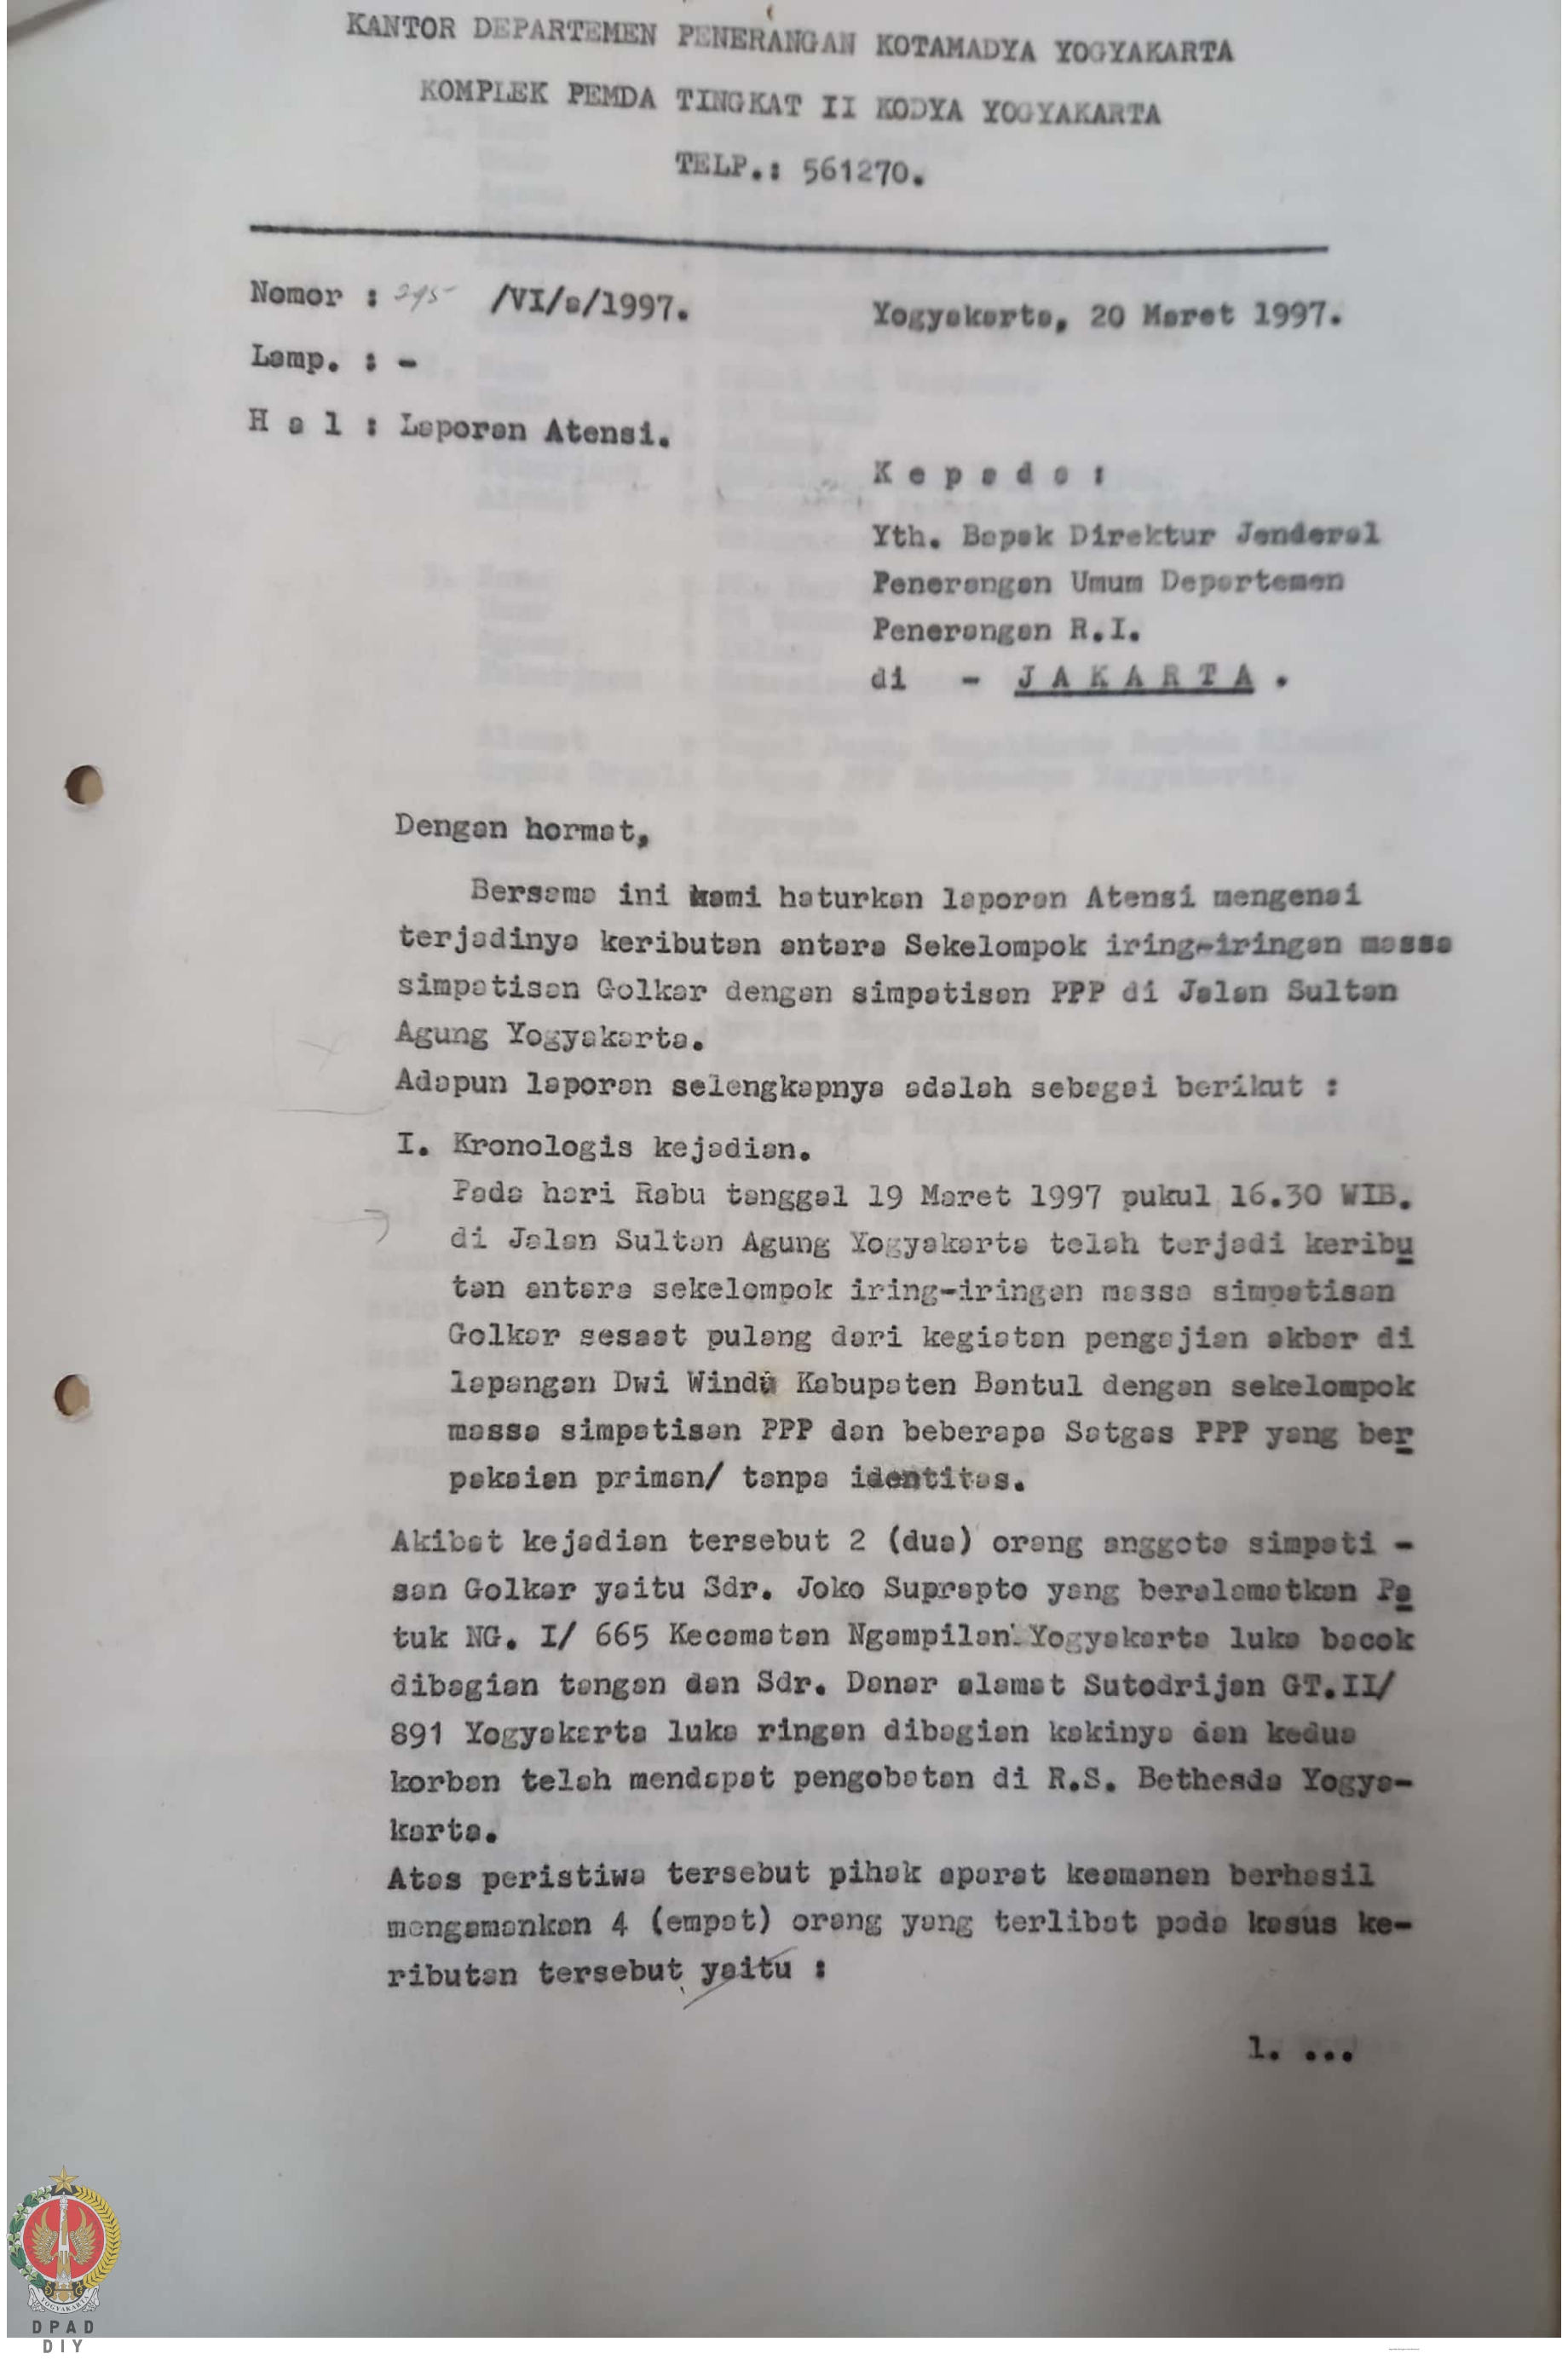 KANTOR DEPARTEMEN PENERANGAN KOTAMADYA YOGYAKARTA
KOMPLEK PEMDA TINGKAT II KODYA YOGYAKARTA
TELP.: 561270.
Nomor : 295 /VI/a/1997. Yogyakarta, 20 Maret 1997.
Lamp. : -
H a l : Laporan Atensi.
K e p a d a :
Yth. Bapak Direktur Jenderal
Penerangan Umum Departemen
Penerangan R.I.
di - J A K A R T A .
Dengan hormat,
Bersama ini kami haturkan laporan Atensi mengenai
terjadinya keributan antara Sekelompok iring-iringan massa
simpatisan Golkar dengan simpatisan PPP di Jalan Sultan
Agung Yogyakarta.
Adapun laporan selengkapnya adalah sebagai berikut :
I. Kronologis kejadian.
Pada hari Rabu tanggal 19 Maret 1997 pukul 16.30 WIB.
di Jalan Sultan Agung Yogyakarta telah terjadi keribu
tan antara sekelompok iring-iringan massa simpatisan
Golkar sesaat pulang dari kegiatan pengajian akbar di
lapangan Dwi Windu Kabupaten Bantul dengan sekelompok
massa simpatisan PPP dan beberapa Satgas PPP yang ber
pakaian priman/ tanpa identitas.
Akibat kejadian tersebut 2 (dua) orang anggota simpati -
san Golkar yaitu Sdr. Joko Suprapto yang beralamatkan Pa
tuk NG. I/ 665 Kecamatan Ngampilan Yogyakarta luka bacok
dibagian tangan dan Sdr. Danar alamat Sutodrijan GT.II/
891 Yogyakarta luka ringan dibagian kakinya dan kedua
korban telah mendapat pengobatan di R.S. Bethesda Yogya-
karta.
Atas peristiwa tersebut pihak aparat keamanan berhasil
mengamankan 4 (empat) orang yang terlibat pada kasus ke-
ributan tersebut yaitu :
1. ...
YOGYAKARTA
DPAD
DIY